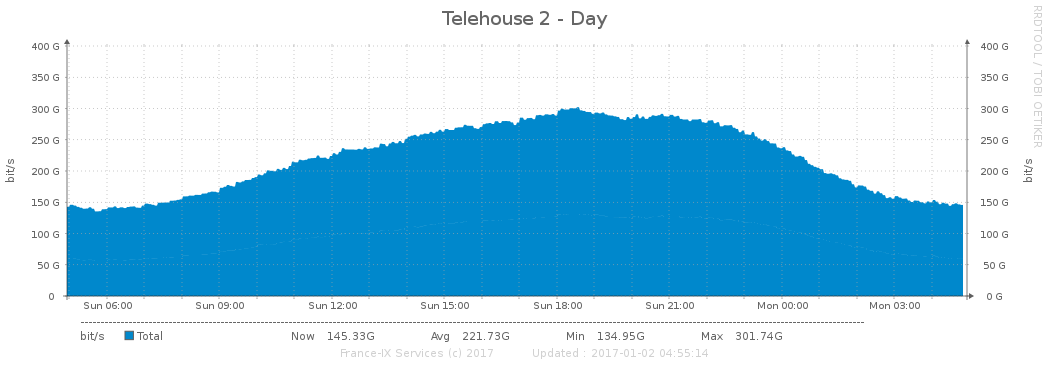 Telehouse 2 - Day
RRDTOOL / TOBI OETIKER
bit/s
400 G 400 G
350 G 350 G
300 G 300 G
250 G 250 G
200 G 200 G
150 G 150 G
100 G 100 G
50 G 50 G
0 0 G
bit/s
Sun 06:00 Sun 09:00 Sun 12:00 Sun 15:00 Sun 18:00 Sun 21:00 Mon 00:00 Mon 03:00
bit/s Total Now 145.33G Avg 221.73G Min 134.95G Max 301.74G
France-IX Services (c) 2017 Updated : 2017-01-02 04:55:14